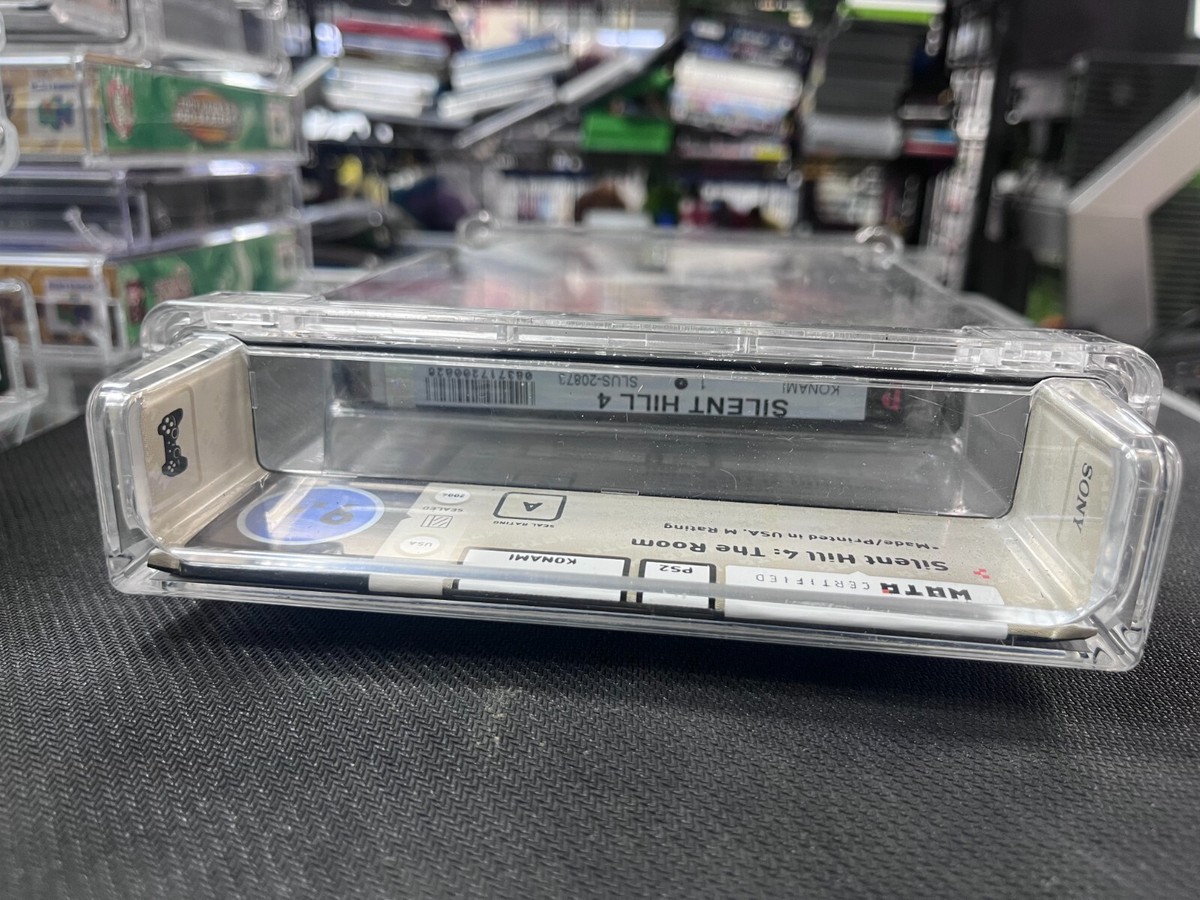 WATA CERTIFIED
PS2
KONAMI
Silent Hill 4: The Room
*Made/Printed in USA, M Rating
USA
SEALED
2004
A
SEAL RATING
SONY
KONAMI
SILENT HILL 4
1
SLUS-20873